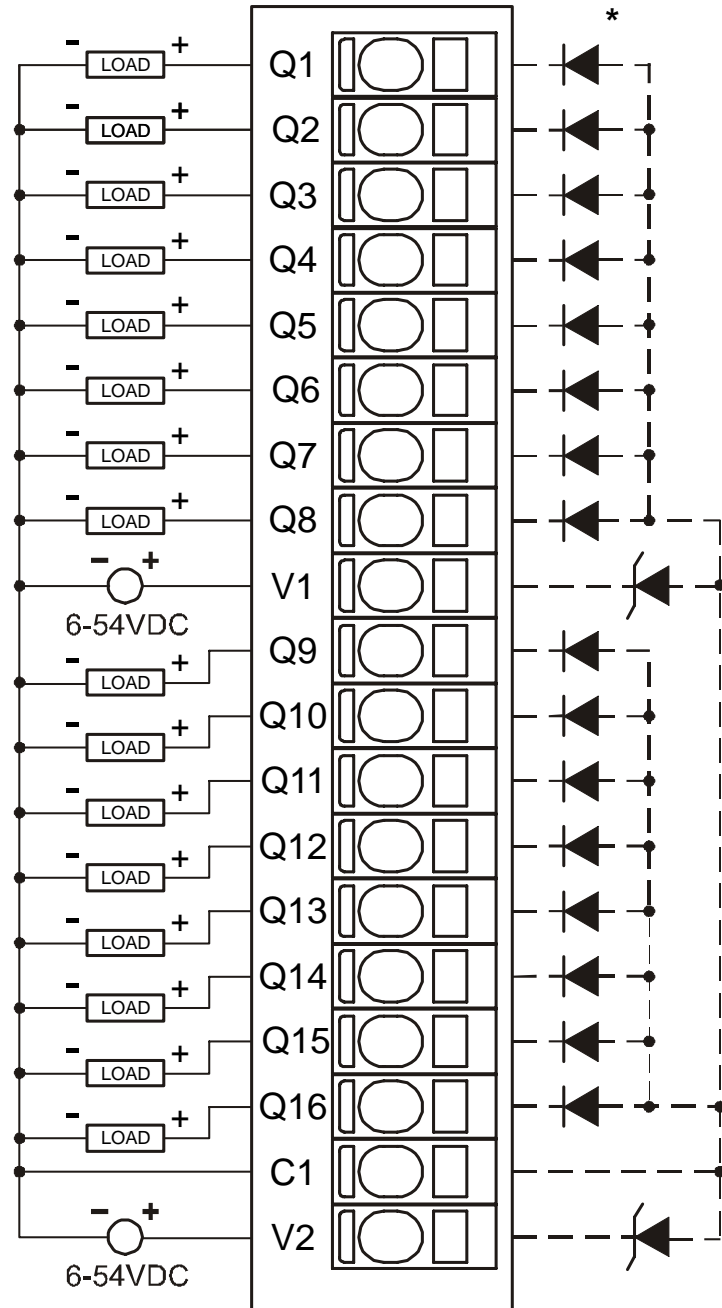 *
- LOAD + Q1
- LOAD + Q2
- LOAD + Q3
- LOAD + Q4
- LOAD + Q5
- LOAD + Q6
- LOAD + Q7
- LOAD + Q8
- + V1
6-54VDC
Q9
- LOAD +
Q10
- LOAD +
Q11
- LOAD +
Q12
- LOAD +
Q13
- LOAD +
Q14
- LOAD +
Q15
- LOAD +
Q16
- LOAD +
C1
- + V2
6-54VDC